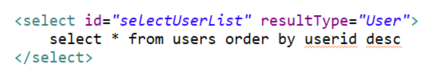 <select id="selectUserList" resultType="User">
select * from users order by userid desc
</select>